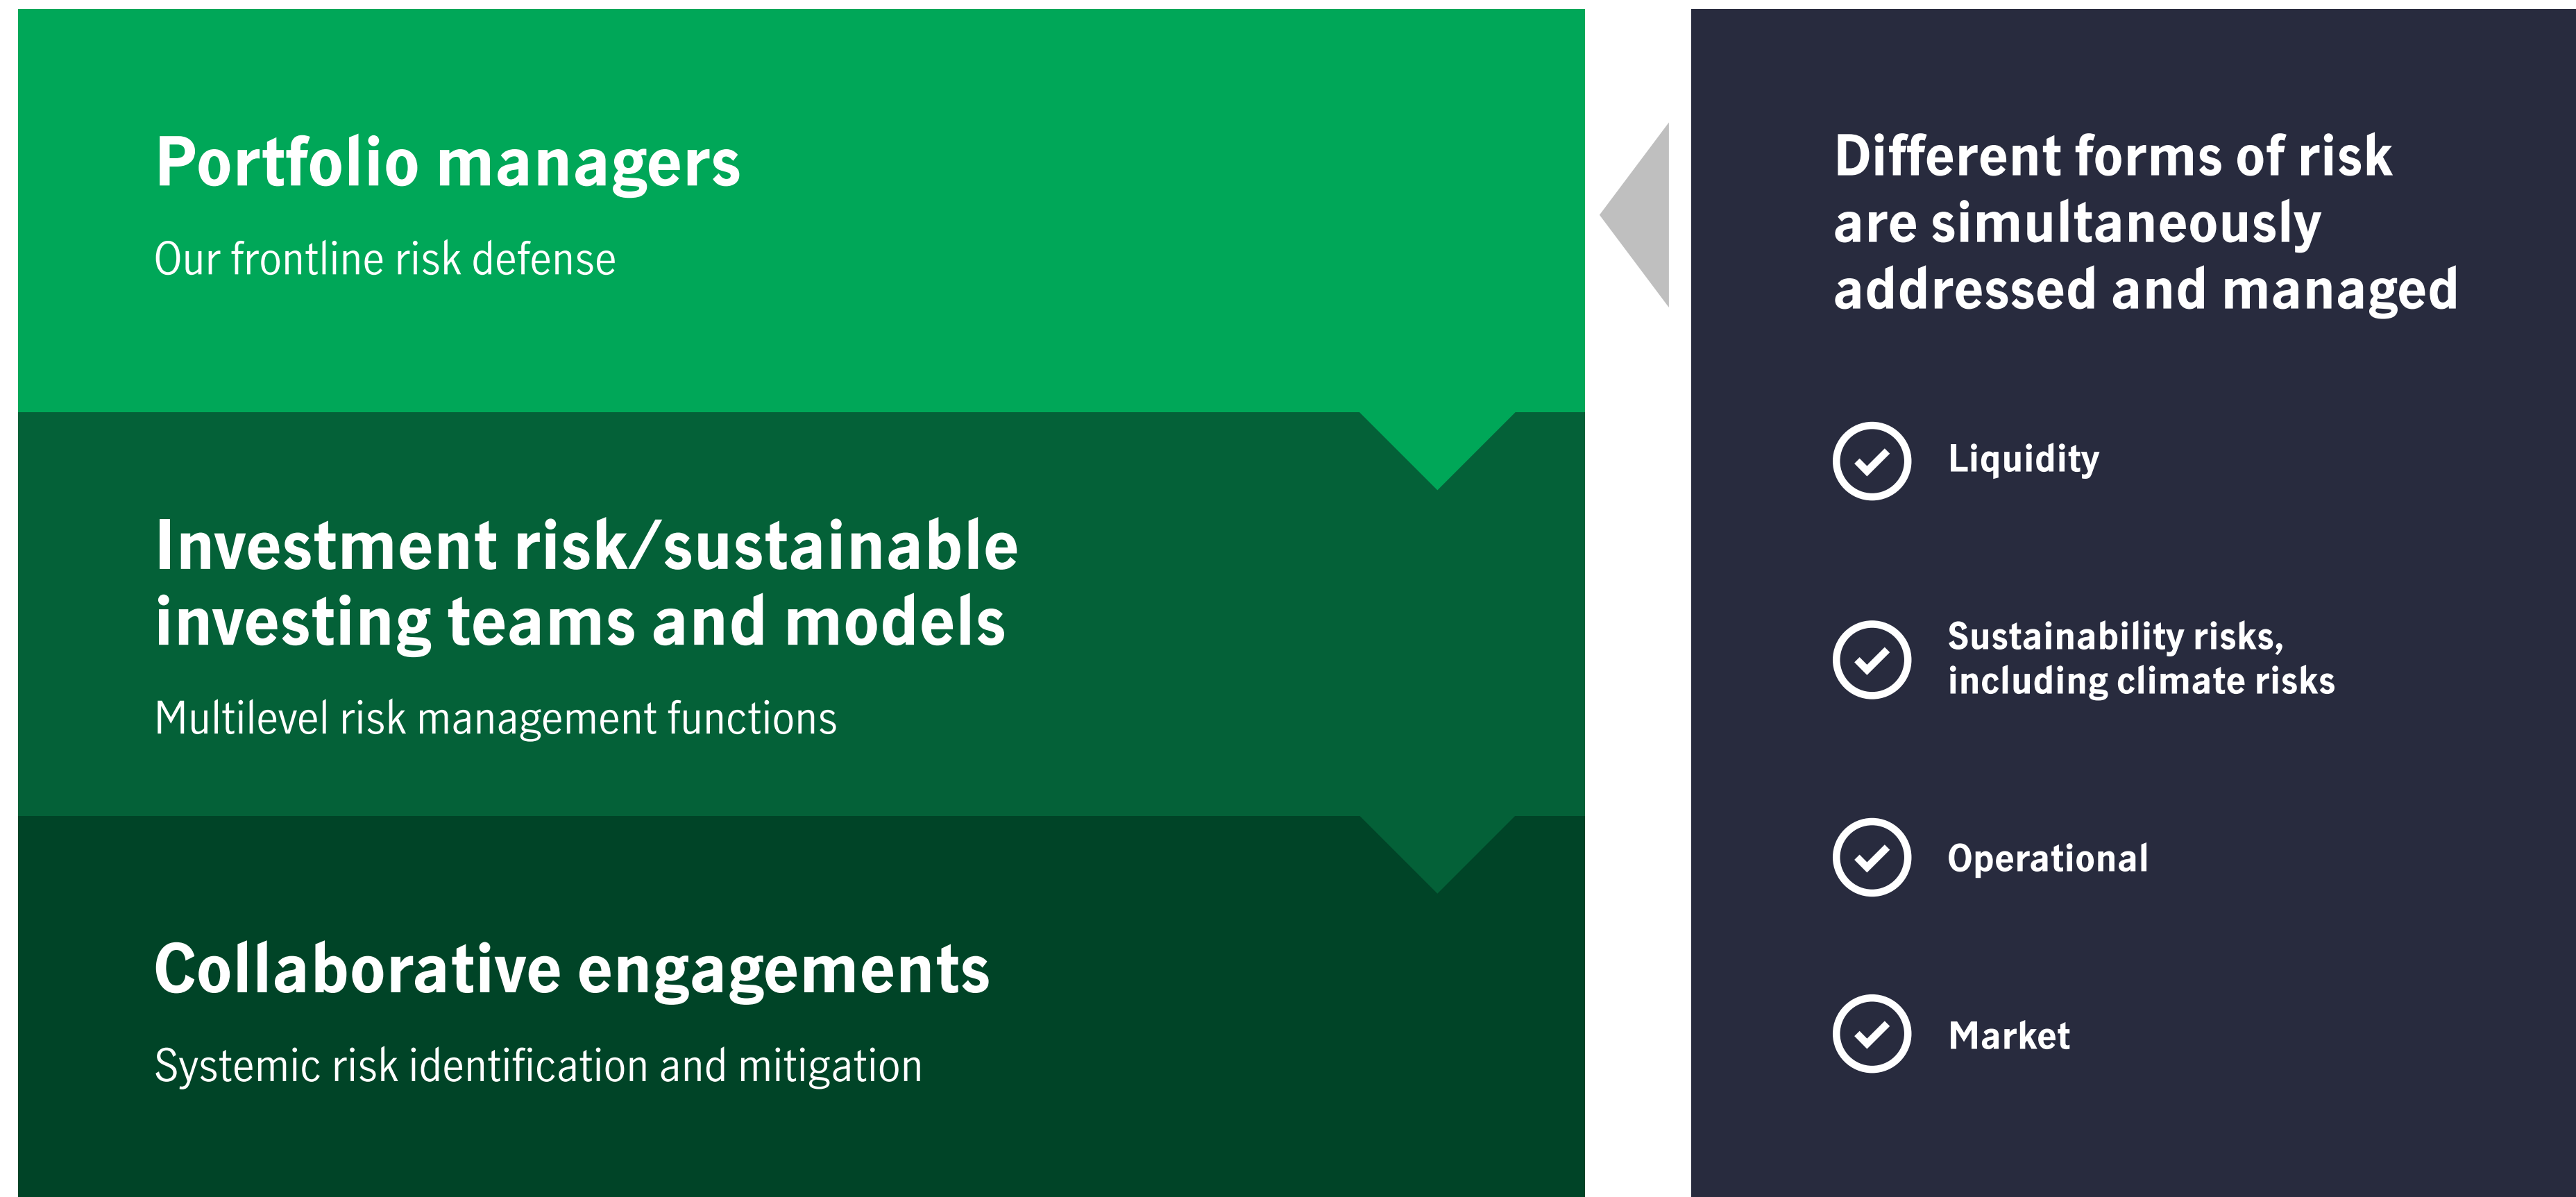 Portfolio managers
Our frontline risk defense
Investment risk/sustainable
investing teams and models
Multilevel risk management functions
Collaborative engagements
Systemic risk identification and mitigation
Different forms of risk
are simultaneously
addressed and managed
Liquidity
Sustainability risks,
including climate risks
Operational
Market